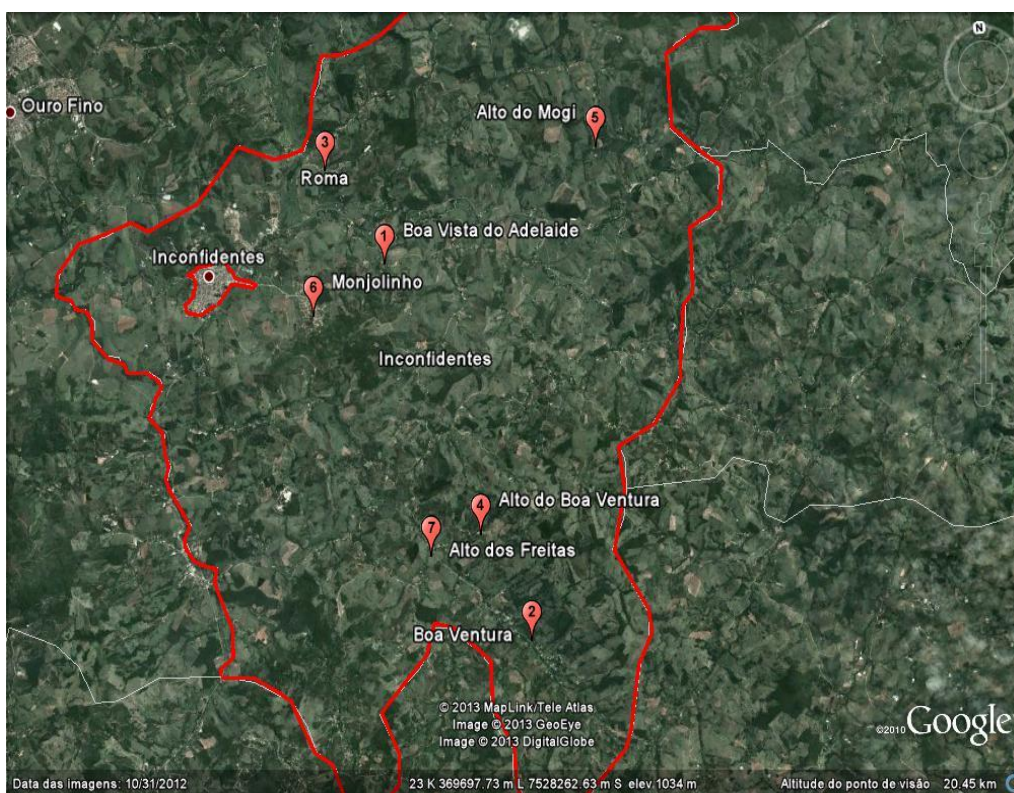 N
Ouro Fino
Alto do Mogi
5
3
Roma
1
Boa Vista do Adelaide
Inconfidentes
6
Monjolinho
Inconfidentes
4
Alto do Boa Ventura
7
Alto dos Freitas
2
Boa Ventura
© 2013 MapLink/Tele Atlas
Image © 2013 GeoEye
Image © 2013 DigitalGlobe
©2010 Google
Data das imagens: 10/31/2012
23 K 369697.73 m L 7528262.63 m S elev 1034 m
Altitude do ponto de visão 20.45 km